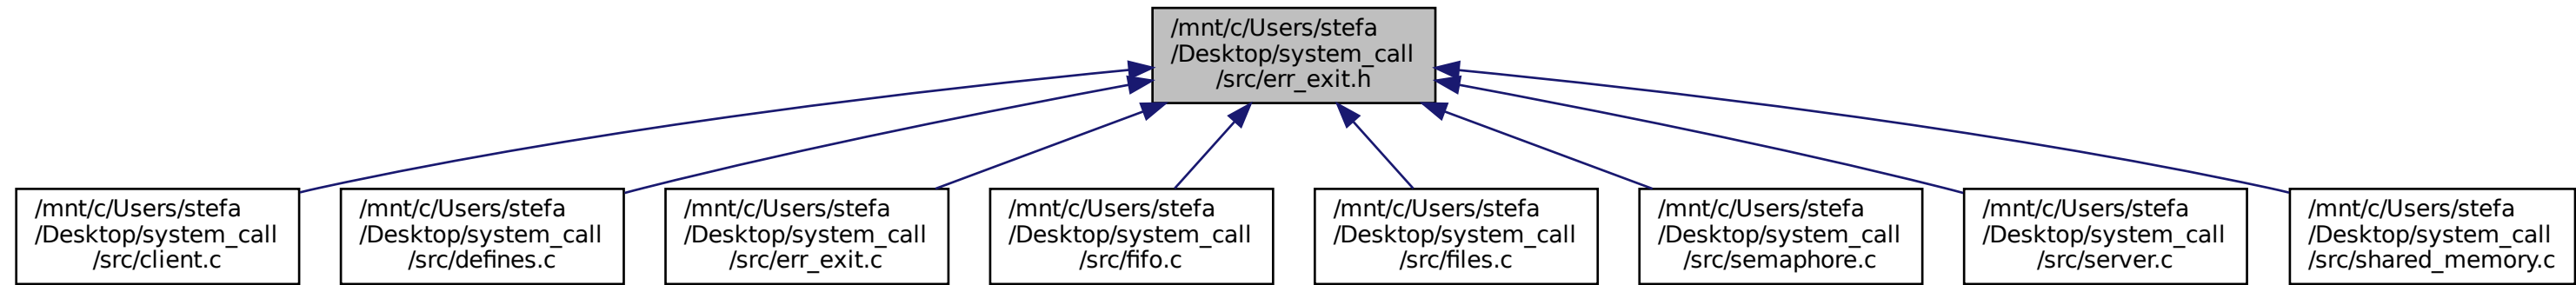 /mnt/c/Users/stefa
/Desktop/system_call
/src/err_exit.h
/mnt/c/Users/stefa
/Desktop/system_call
/src/client.c
/mnt/c/Users/stefa
/Desktop/system_call
/src/defines.c
/mnt/c/Users/stefa
/Desktop/system_call
/src/err_exit.c
/mnt/c/Users/stefa
/Desktop/system_call
/src/fifo.c
/mnt/c/Users/stefa
/Desktop/system_call
/src/files.c
/mnt/c/Users/stefa
/Desktop/system_call
/src/semaphore.c
/mnt/c/Users/stefa
/Desktop/system_call
/src/server.c
/mnt/c/Users/stefa
/Desktop/system_call
/src/shared_memory.c